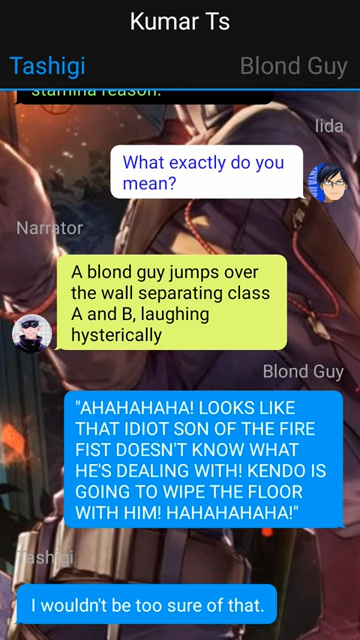 Kumar Ts
Tashigi
Blond Guy
stamina reason.
Iida
What exactly do you
mean?
Narrator
A blond guy jumps over
the wall separating class
A and B, laughing
hysterically
Blond Guy
"AHAHAHAHA! LOOKS LIKE
THAT IDIOT SON OF THE FIRE
FIST DOESN'T KNOW WHAT
HE'S DEALING WITH! KENDO IS
GOING TO WIPE THE FLOOR
WITH HIM! HAHAHAHAHA!"
Tashigi
I wouldn't be too sure of that.